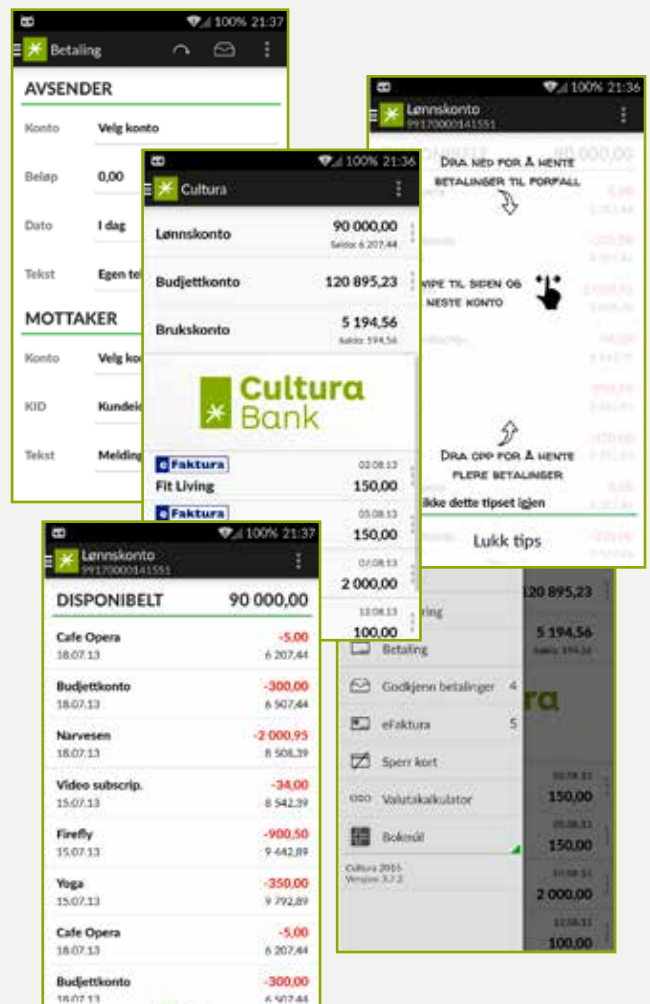 100% 21:37
Betaling
AVSENDER
Konto Velg konto
Beløp 0,00
Dato I dag
Tekst Egen
MOTTAKER
Konto Velg
KID
Tekst Melding
100% 21:36
Cultura
Lønnskonto 90 000,00
Saldo: 6 207,44
Budjettkonto 120 895,23
Brukskonto 5 194,56
Saldo: 594,56
Cultura
Bank
eFaktura 02.08.13
Fit Living 150,00
eFaktura 05.08.13
150,00
07.08.13
2 000,00
12.08.13
100,00
100% 21:36
Lønnskonto
99170000141551
90 000,00
DRA NED FOR Å HENTE
BETALINGER TIL FORFALL
TIL SIDEN OG
NESTE KONTO
DRA OPP FOR Å HENTE
FLERE BETALINGER
ikke dette tipset igjen
Lukk tips
100% 21:37
Lønnskonto
99170000141551
DISPONIBELT 90 000,00
Cafe Opera -5,00
18.07.13 6 207,44
Budjettkonto -300,00
18.07.13 6 507,44
Narvesen -2 000,95
18.07.13 8 508,39
Video subscrip. -34,00
15.07.13 8 542,39
Firefly -900,50
15.07.13 9 442,89
Yoga -350,00
15.07.13 9 792,89
Cafe Opera -5,00
18.07.13 6 207,44
Budjettkonto -300,00
18.07.13 6 507,44
120 895,23
5 194,56
Betaling
Godkjenn betalinger 4
eFaktura 5
Sperr kort
Valutakalkulator
150,00
Bokmål
150,00
Cultura 2015
2 000,00
12.08.13
100,00